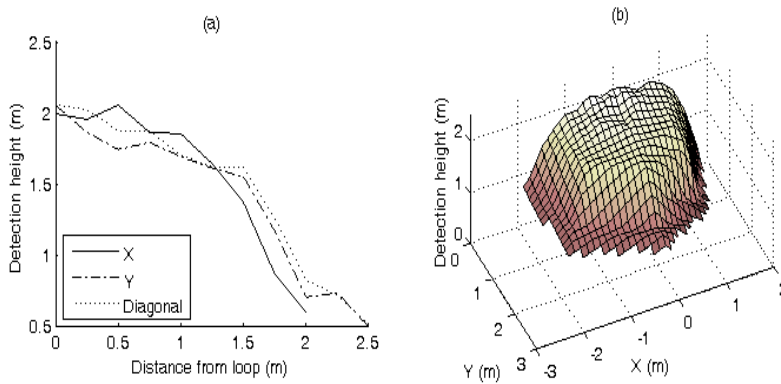 (a)
2.5
2
1.5
1
0.5
Detection height (m)
X
Y
Diagonal
0
0.5
1
1.5
2
2.5
Distance from loop (m)
(b)
2
1
0
Detection height (m)
0
1
2
3
Y (m)
-3
-2
-1
0
1
2
X (m)